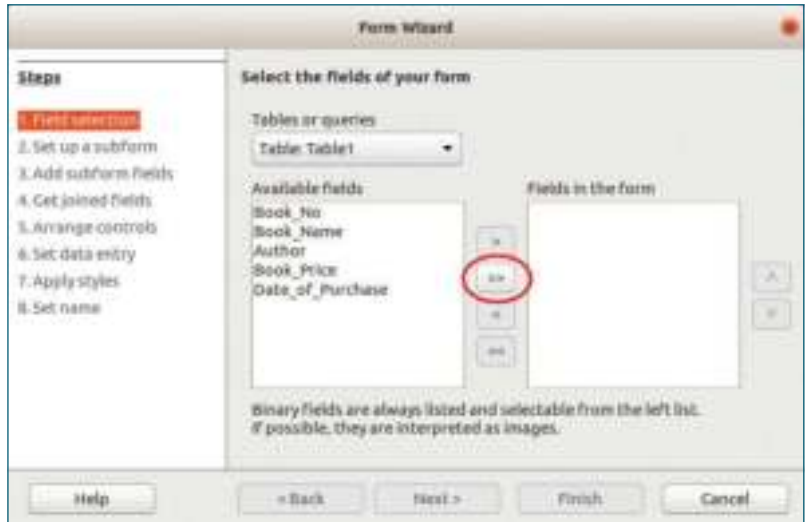 Form Wizard
Steps
1. Field selection
2. Set up a subform
3. Add subform fields
4. Get joined fields
5. Arrange controls
6. Set data entry
7. Apply styles
8. Set name
Select the fields of your form
Tables or queries
Table: Table1
Available fields
Book_No
Book_Name
Author
Book_Price
Date_of_Purchase
Fields in the form
>
>>
<
<<
Binary fields are always listed and selectable from the left list.
If possible, they are interpreted as images.
Help
< Back
Next >
Finish
Cancel